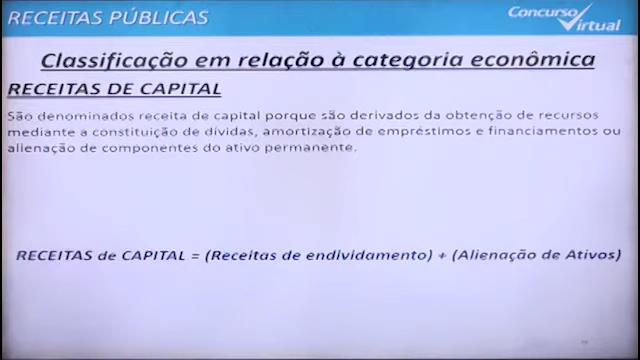 RECEITAS PÚBLICAS
Concurso
Virtual
Classificação em relação à categoria econômica
RECEITAS DE CAPITAL
São denominados receita de capital porque são derivados da obtenção de recursos
mediante a constituição de dívidas, amortização de empréstimos e financiamentos ou
alienação de componentes do ativo permanente.
RECEITAS de CAPITAL = (Receitas de endividamento) + (Alienação de Ativos)